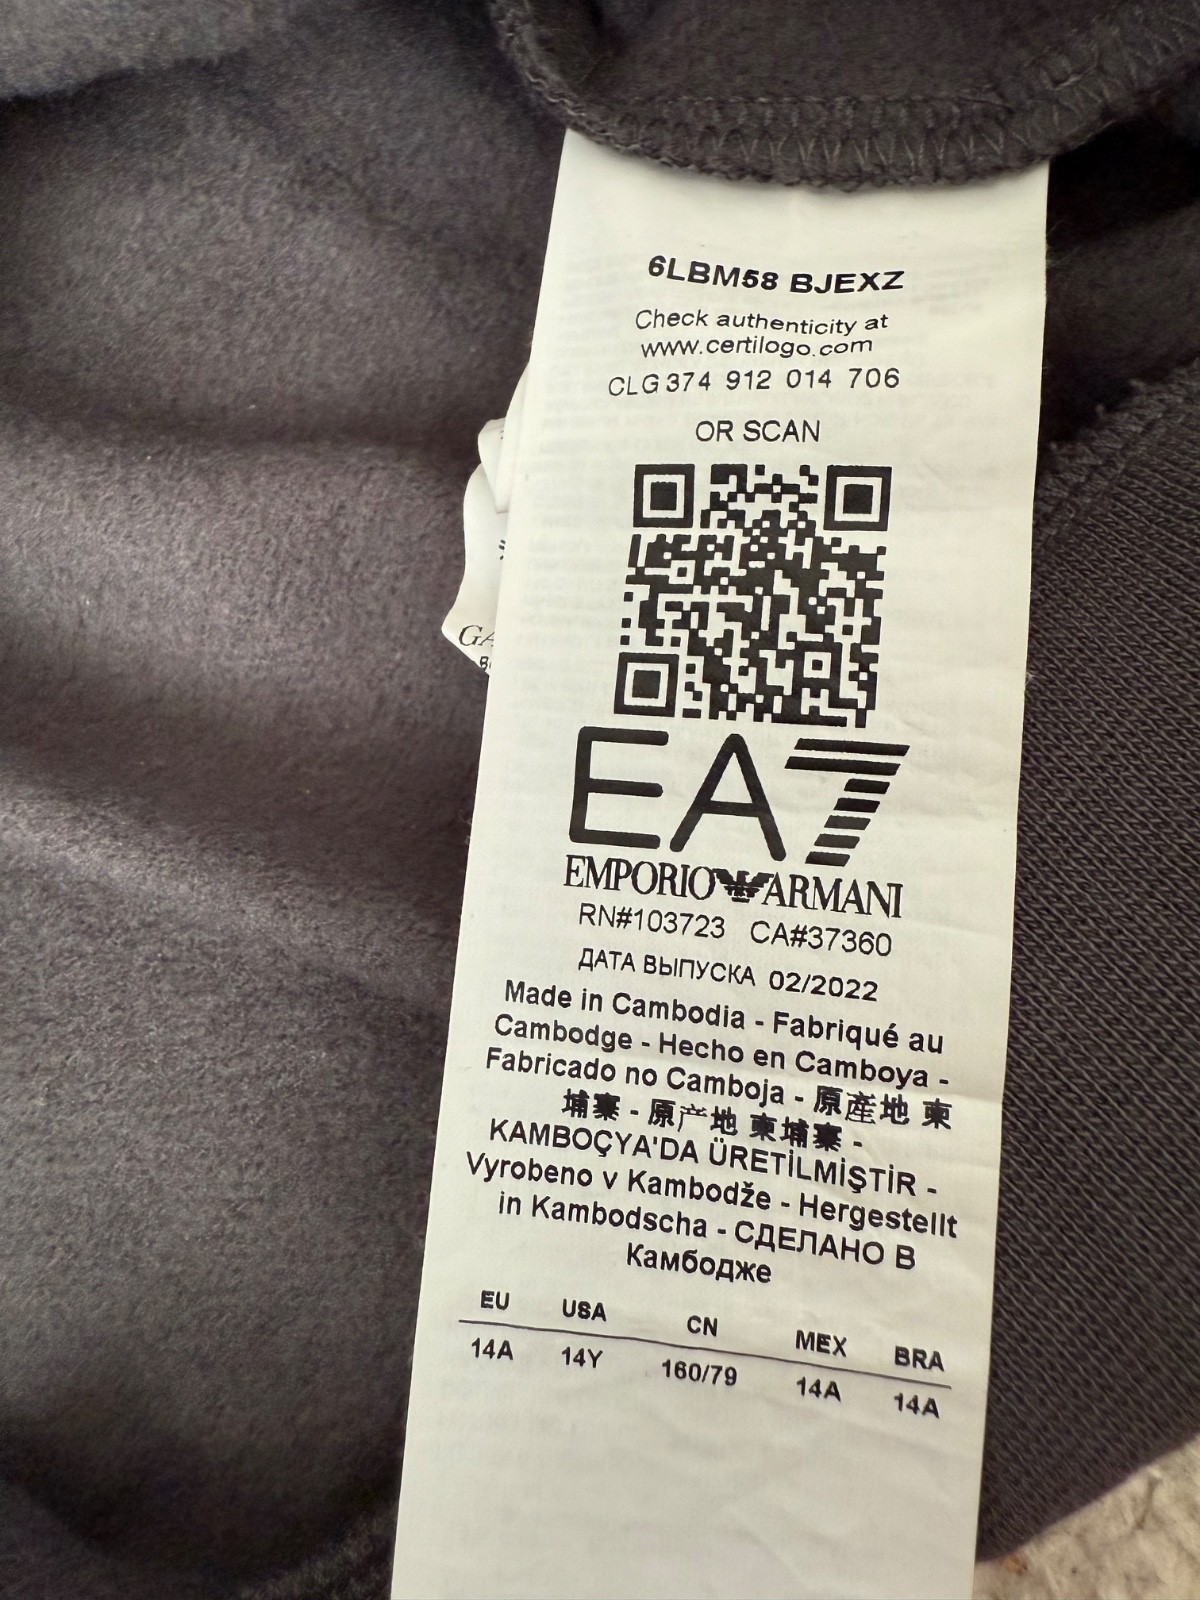 6LBM58 BJEXZ
Check authenticity at
www.certilogo.com
CLG 374 912 014 706
OR SCAN
EA7
EMPORIO ARMANI
RN#103723 CA#37360
ДАТА ВЫПУСКА 02/2022
Made in Cambodia - Fabriqué au
Cambodge - Hecho en Camboya -
Fabricado no Camboja - 原產地 柬
埔寨 - 原产地 柬埔寨 -
KAMBOÇYA'DA ÜRETİLMİŞTİR -
Vyrobeno v Kambodže - Hergestellt
in Kambodscha - СДЕЛАНО В
Камбодже
EU USA CN MEX BRA
14A 14Y 160/79 14A 14A